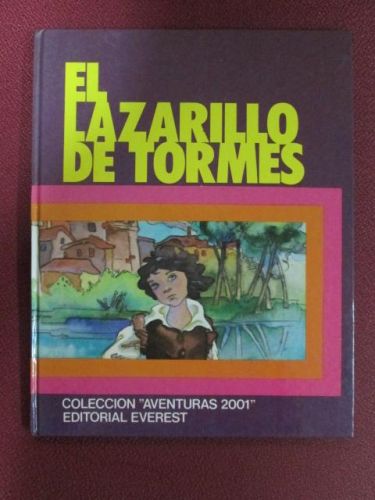 EL
LAZARILLO
DE TORMES
COLECCION "AVENTURAS 2001"
EDITORIAL EVEREST